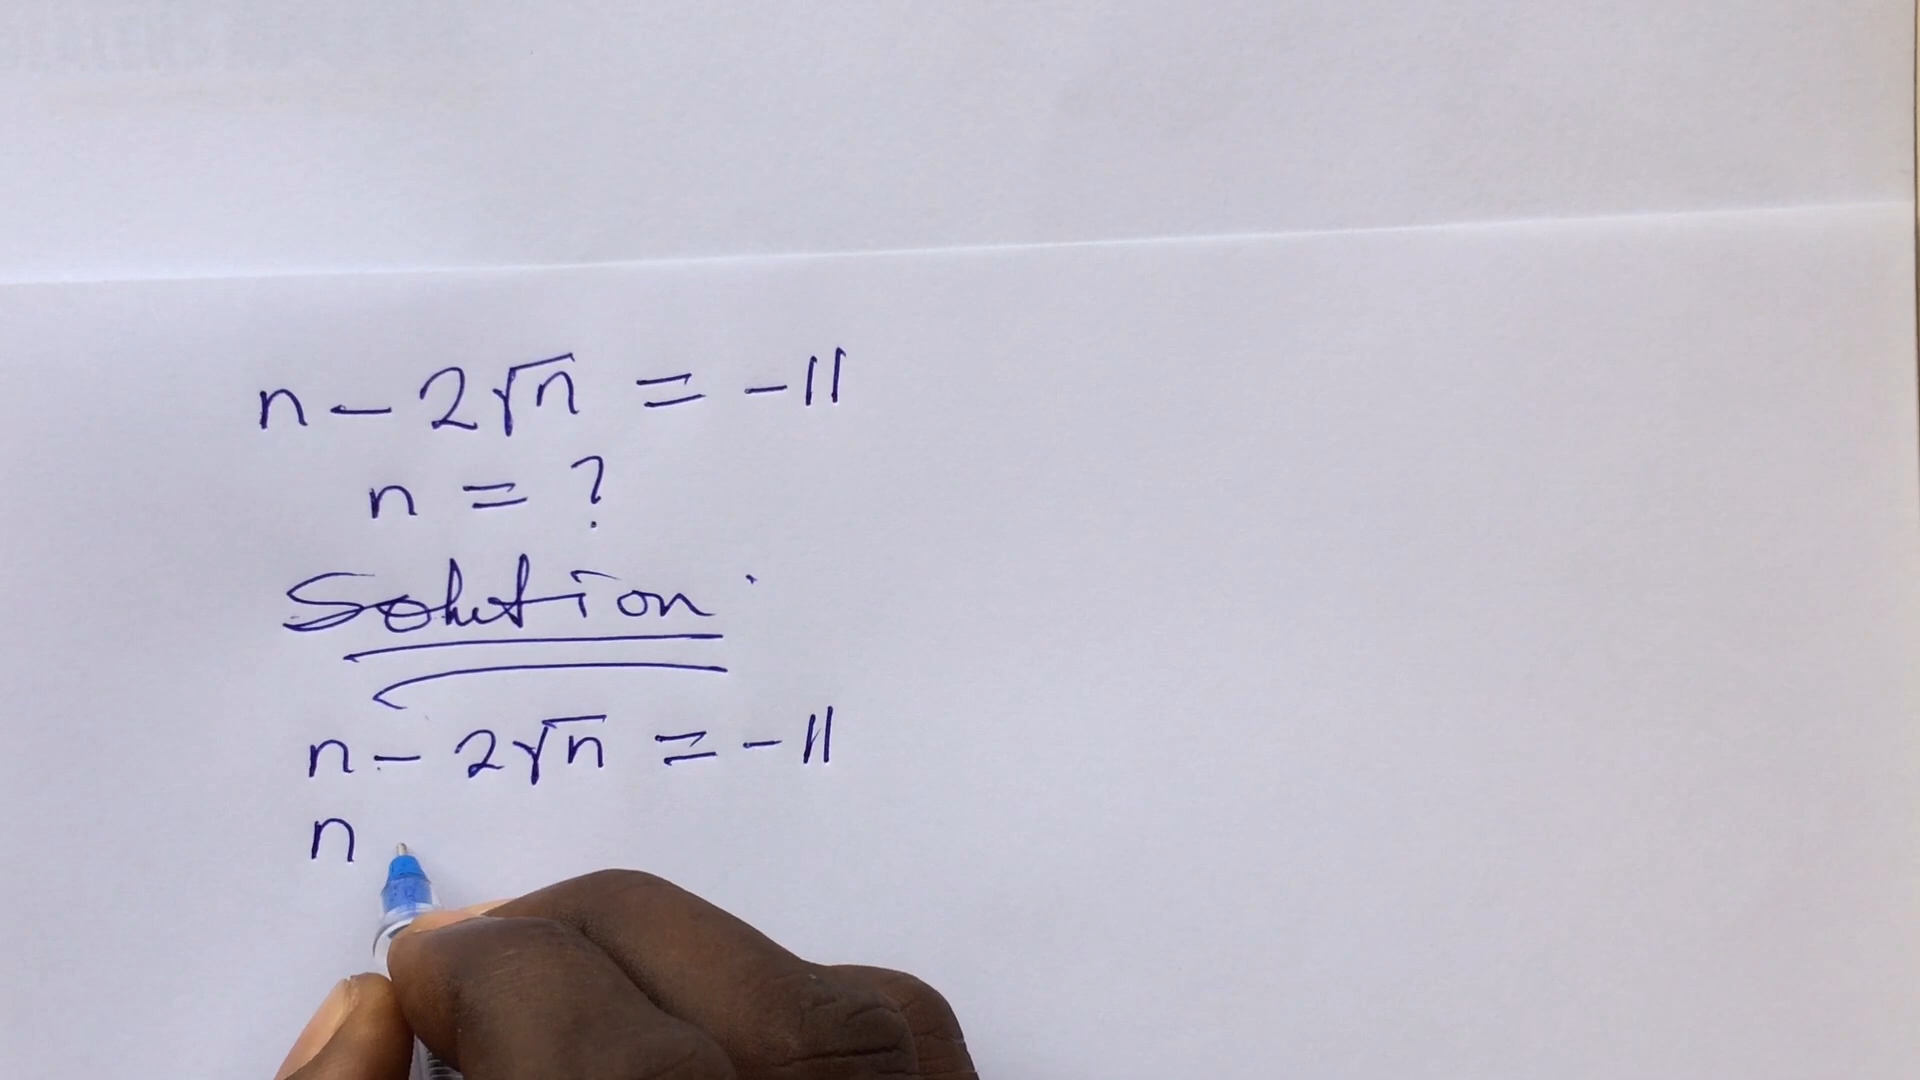 n - 2√n = -11
n = ?
Solution
n - 2√n = -11
n